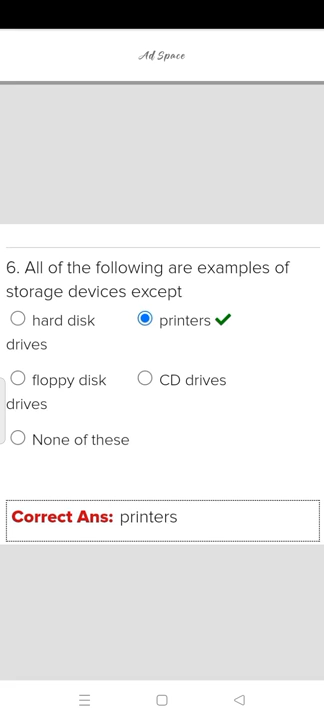 Ad Space
6. All of the following are examples of
storage devices except
hard disk drives
printers
floppy disk drives
CD drives
None of these
Correct Ans: printers